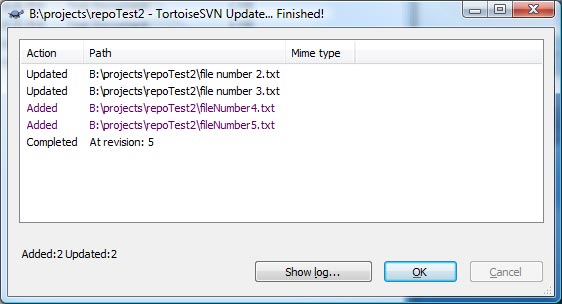 B:\projects\repoTest2 - TortoiseSVN Update... Finished!
Action Path Mime type
Updated B:\projects\repoTest2\file number 2.txt
Updated B:\projects\repoTest2\file number 3.txt
Added B:\projects\repoTest2\fileNumber4.txt
Added B:\projects\repoTest2\fileNumber5.txt
Completed At revision: 5
Added:2 Updated:2
Show log... OK Cancel